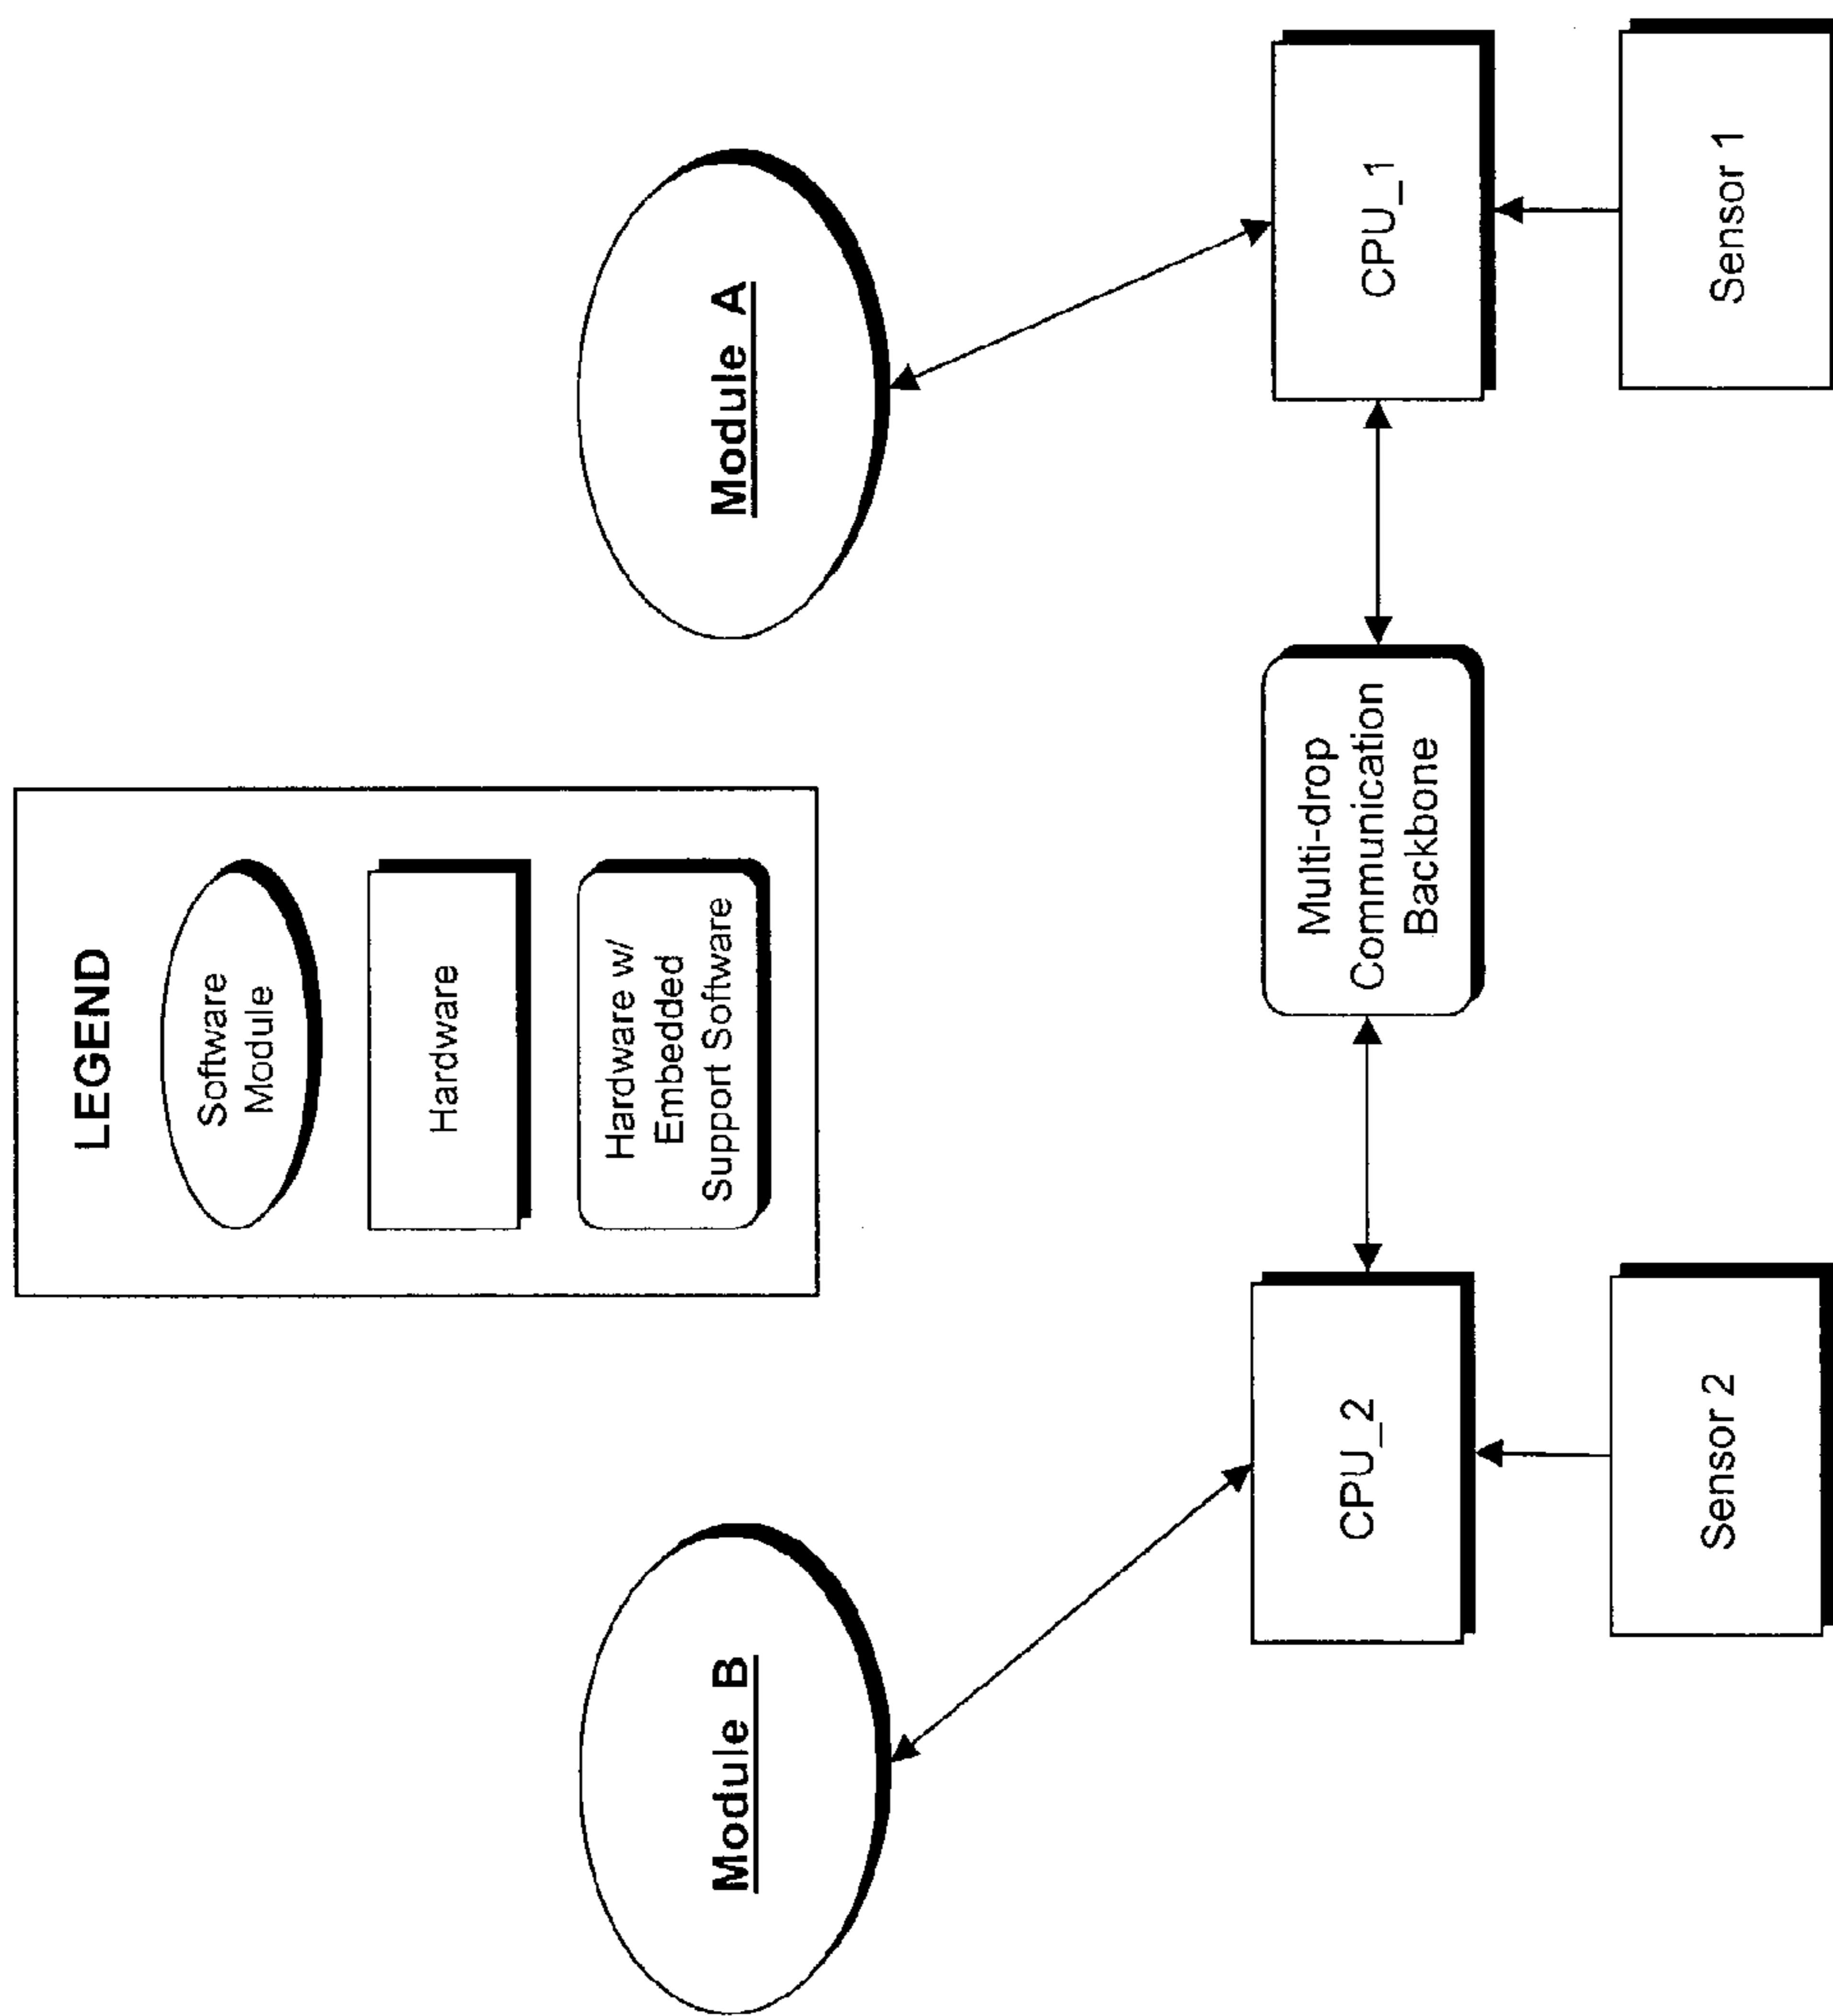 LEGEND
Software
Module
Hardware
Hardware w/
Embedded
Support Software
Module B
Module A
CPU_2
Multi-drop
Communication
Backbone
CPU_1
Sensor 2
Sensor 1